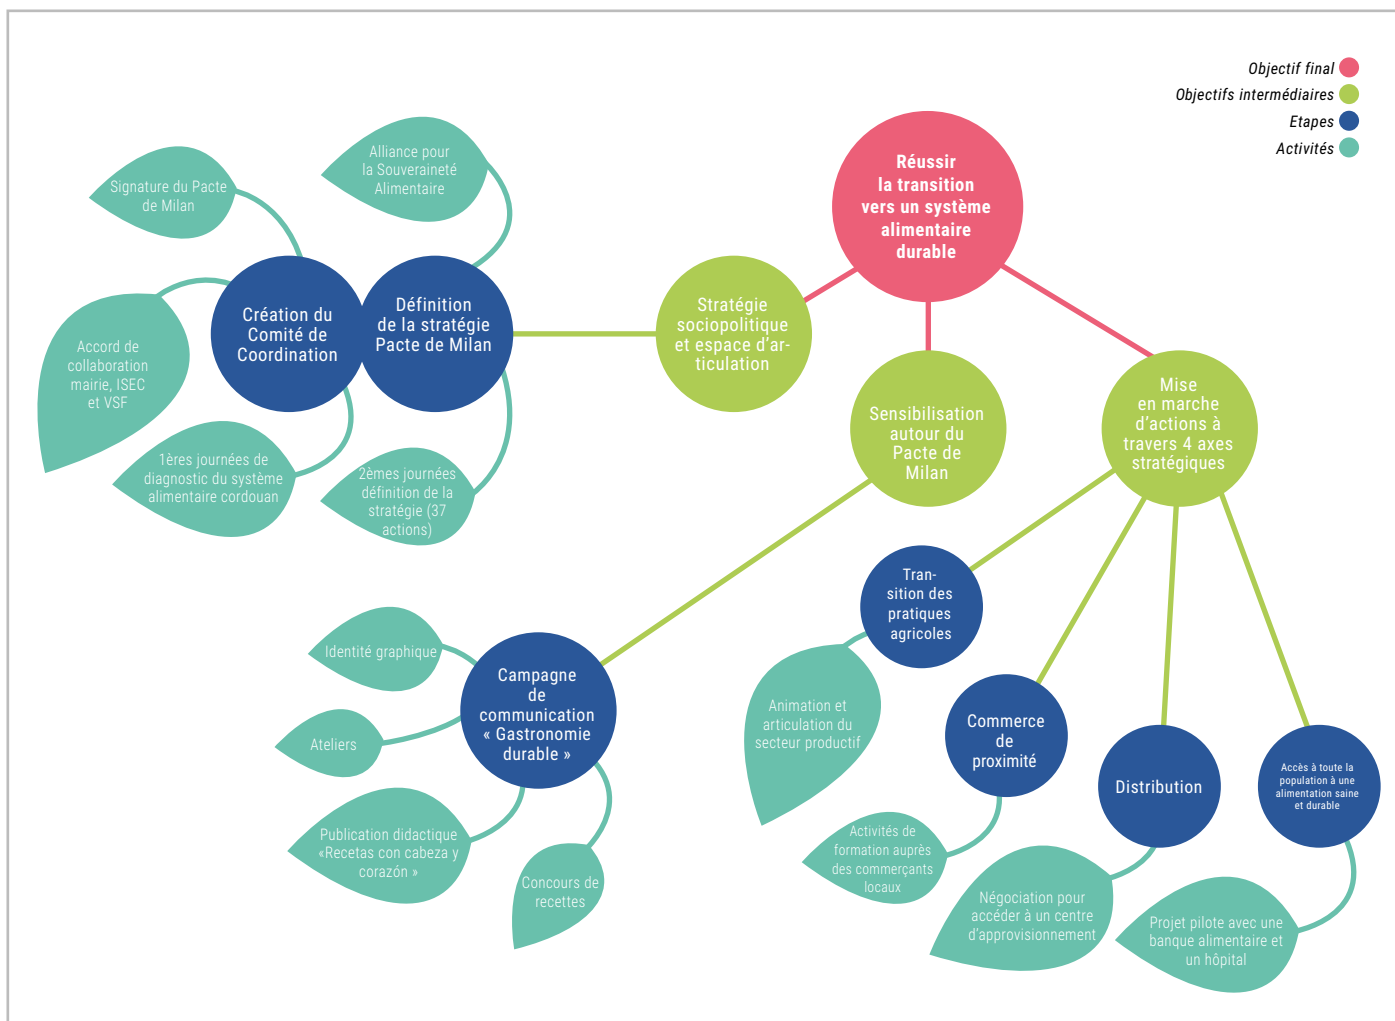 Objectif final
Objectifs intermédiaires
Etapes
Activités
Réussir
la transition
vers un système
alimentaire
durable
Stratégie
sociopolitique
et espace d'ar-
ticulation
Définition
de la stratégie
Pacte de Milan
Création du
Comité de
Coordination
Alliance pour
la Souveraineté
Alimentaire
Signature du Pacte
de Milan
Accord de
collaboration
mairie, ISEC
et VSF
1ères journées de
diagnostic du système
alimentaire cordouan
2èmes journées
définition de la
stratégie (37
actions)
Sensibilisation
autour du
Pacte de
Milan
Campagne
de
communication
« Gastronomie
durable »
Identité graphique
Ateliers
Publication didactique
«Recetas con cabeza y
corazón »
Concours de
recettes
Mise
en marche
d'actions à
travers 4 axes
stratégiques
Tran-
sition des
pratiques
agricoles
Animation et
articulation du
secteur productif
Commerce
de
proximité
Activités de
formation auprès
des commerçants
locaux
Distribution
Négociation pour
accéder à un centre
d'approvisionnement
Accès à toute la
population à une
alimentation saine
et durable
Projet pilote avec une
banque alimentaire et
un hôpital